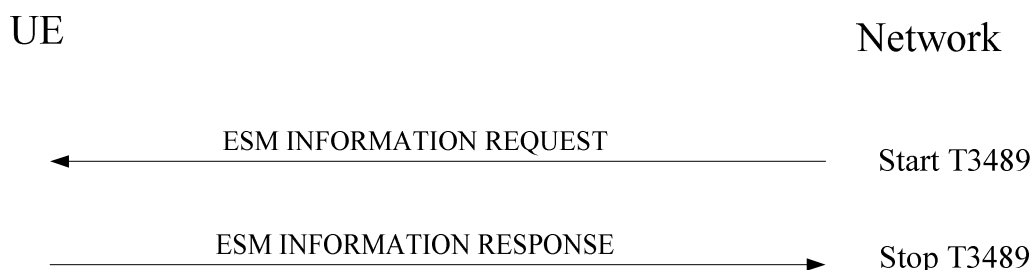 UE
Network
ESM INFORMATION REQUEST
Start T3489
ESM INFORMATION RESPONSE
Stop T3489